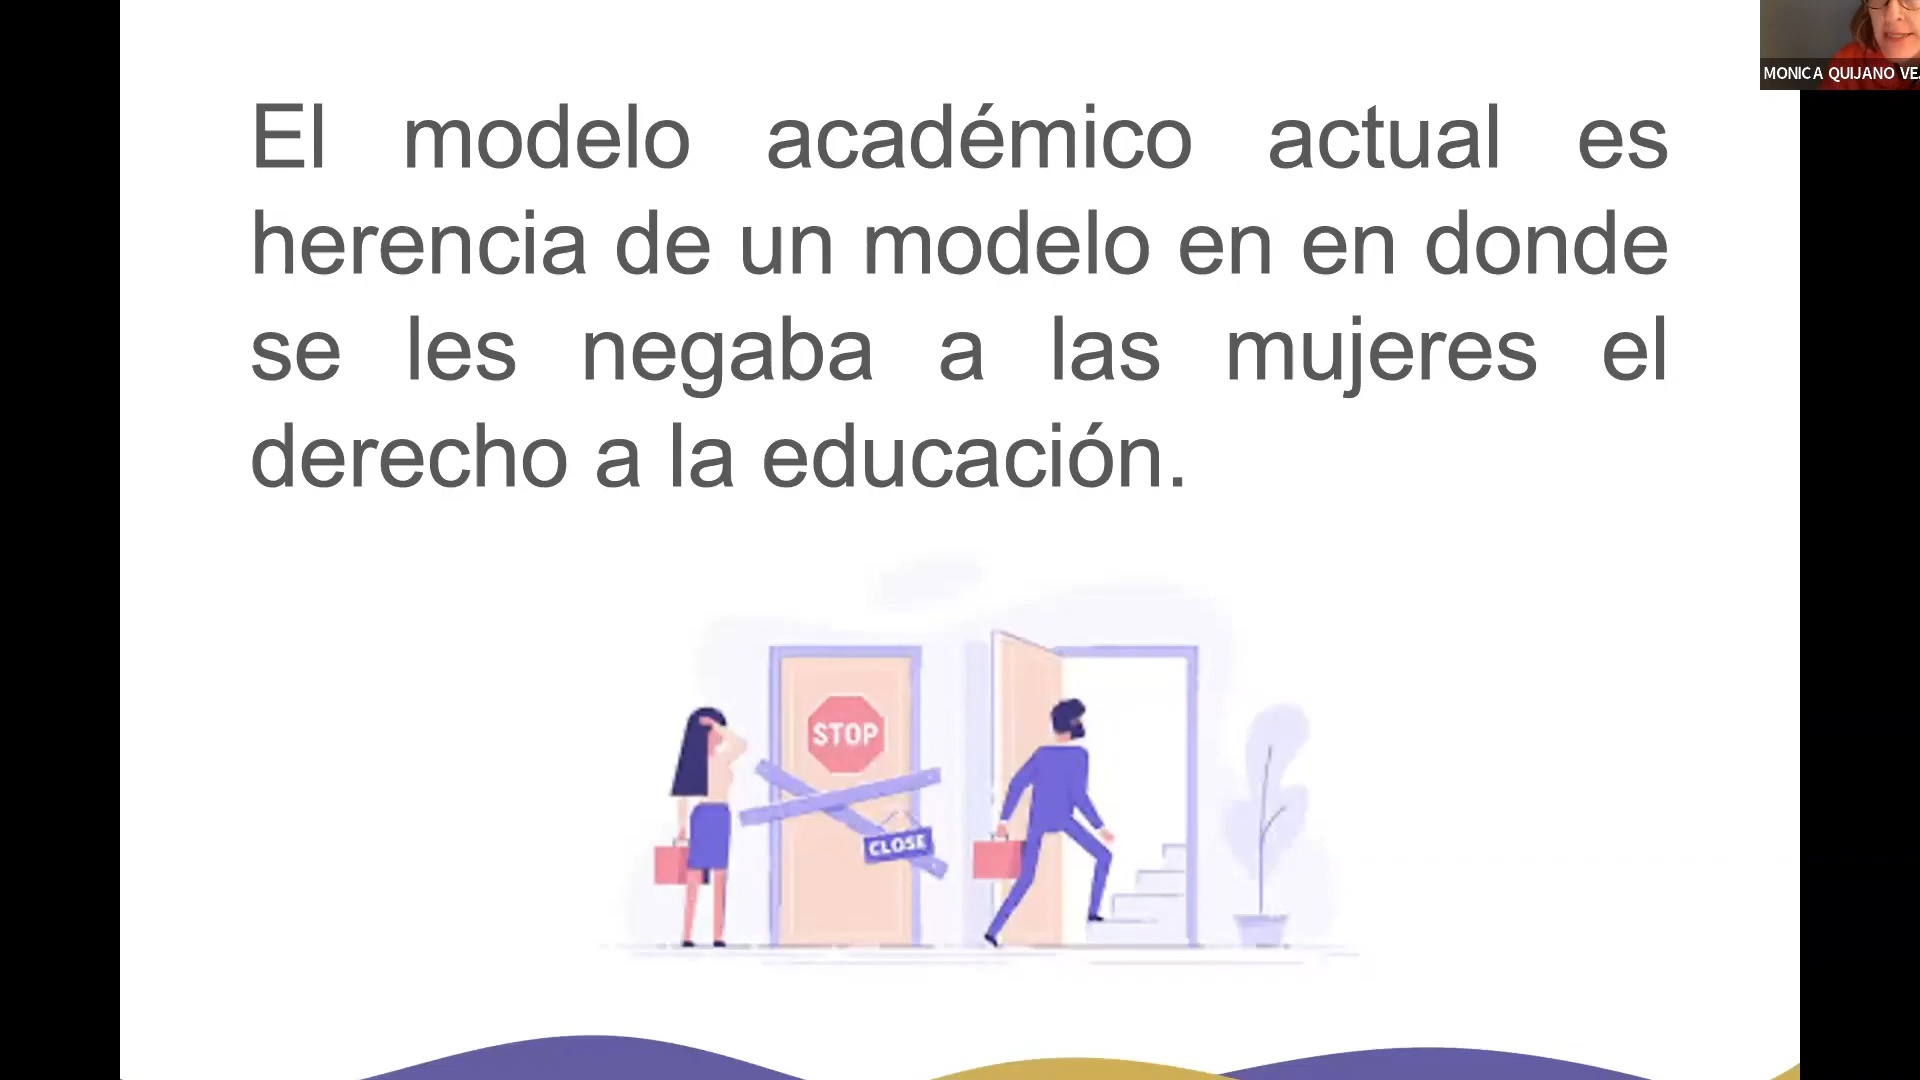 MONICA QUIJANO VE
El modelo académico actual es
herencia de un modelo en en donde
se les negaba a las mujeres el
derecho a la educación.
STOP
CLOSE